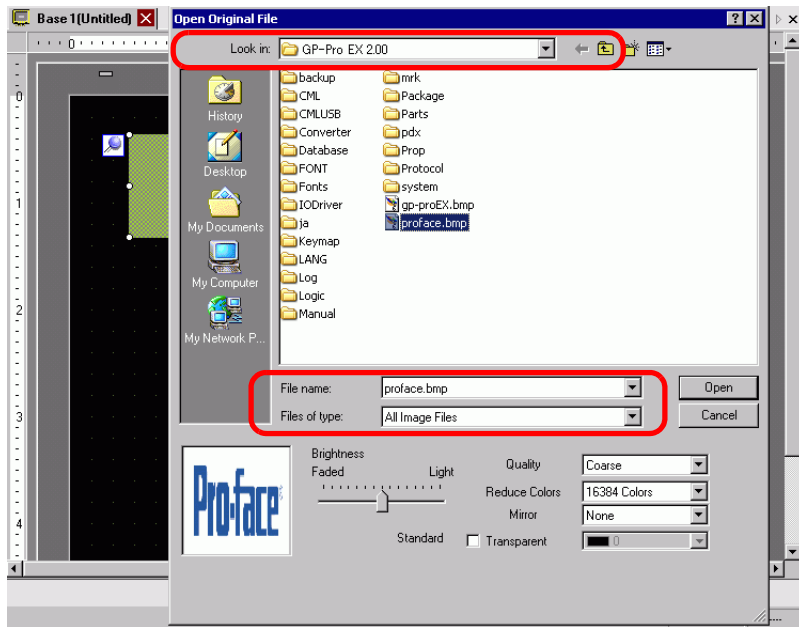 Base 1(Untitled)
Open Original File
Look in: GP-Pro EX 2.00
0
0
1
2
3
4
History
Desktop
My Documents
My Computer
My Network P...
backup
CML
CMLUSB
Converter
Database
FONT
Fonts
IODriver
ja
Keymap
LANG
Log
Logic
Manual
mrk
Package
Parts
pdx
Prop
Protocol
system
gp-proEX.bmp
proface.bmp
File name: proface.bmp Open
Files of type: All Image Files Cancel
Pro-face
Brightness
Faded Light
Standard
Quality Coarse
Reduce Colors 16384 Colors
Mirror None
Transparent 0